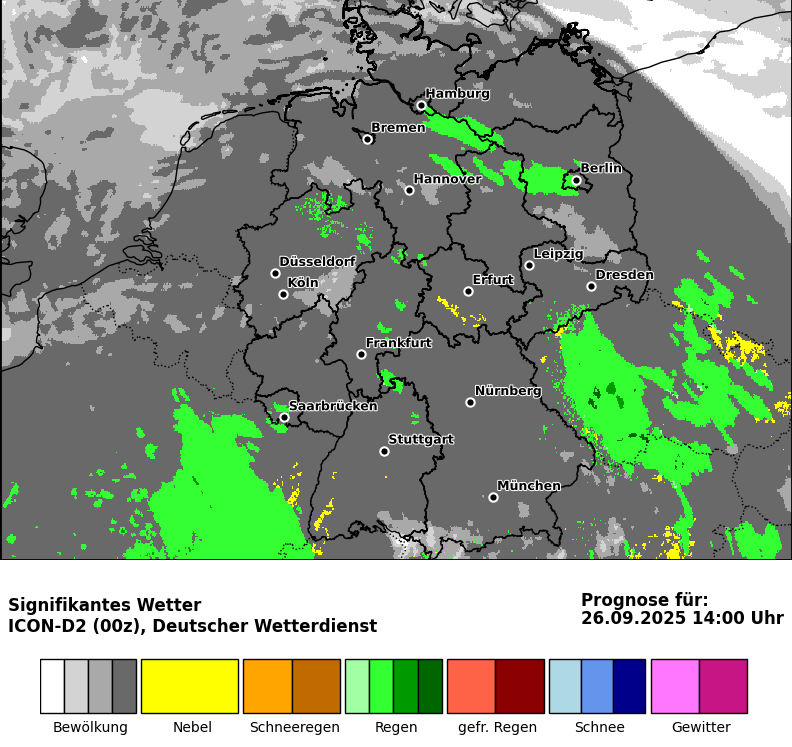 Hamburg
Bremen
Berlin
Hannover
Leipzig
Düsseldorf
Dresden
Köln
Erfurt
Frankfurt
Nürnberg
Saarbrücken
Stuttgart
München
Signifikantes Wetter
ICON-D2 (00z), Deutscher Wetterdienst
Prognose für:
26.09.2025 14:00 Uhr
Bewölkung Nebel Schneeregen Regen gefr. Regen Schnee Gewitter